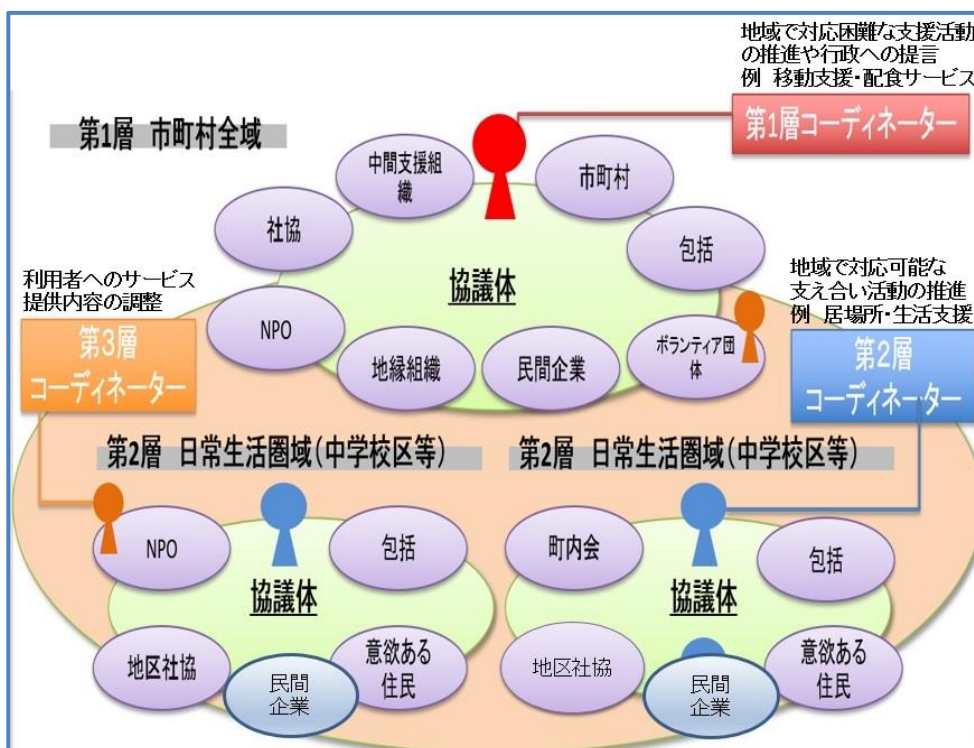 地域で対応困難な支援活動
の推進や行政への提言
例 移動支援・配食サービス
第1層コーディネーター
第1層 市町村全域
中間支援組
織
市町村
社協
包括
協議体
NPO
地縁組織
民間企業
ボランティア団
体
利用者へのサービス
提供内容の調整
第3層
コーディネーター
地域で対応可能な
支え合い活動の推進
例 居場所・生活支援
第2層
コーディネーター
第2層 日常生活圏域(中学校区等)
第2層 日常生活圏域(中学校区等)
NPO
包括
協議体
地区社協
民間
企業
意欲ある
住民
町内会
包括
協議体
地区社協
民間
企業
意欲ある
住民